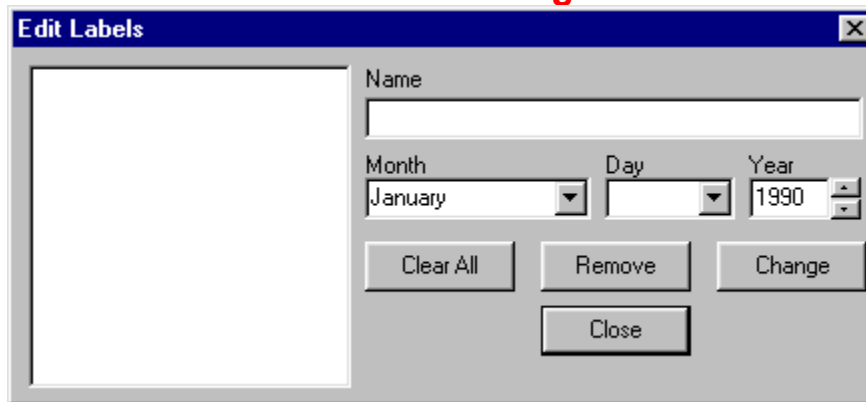 Edit Labels
Name
Month Day Year
January 1990
Clear All Remove Change
Close